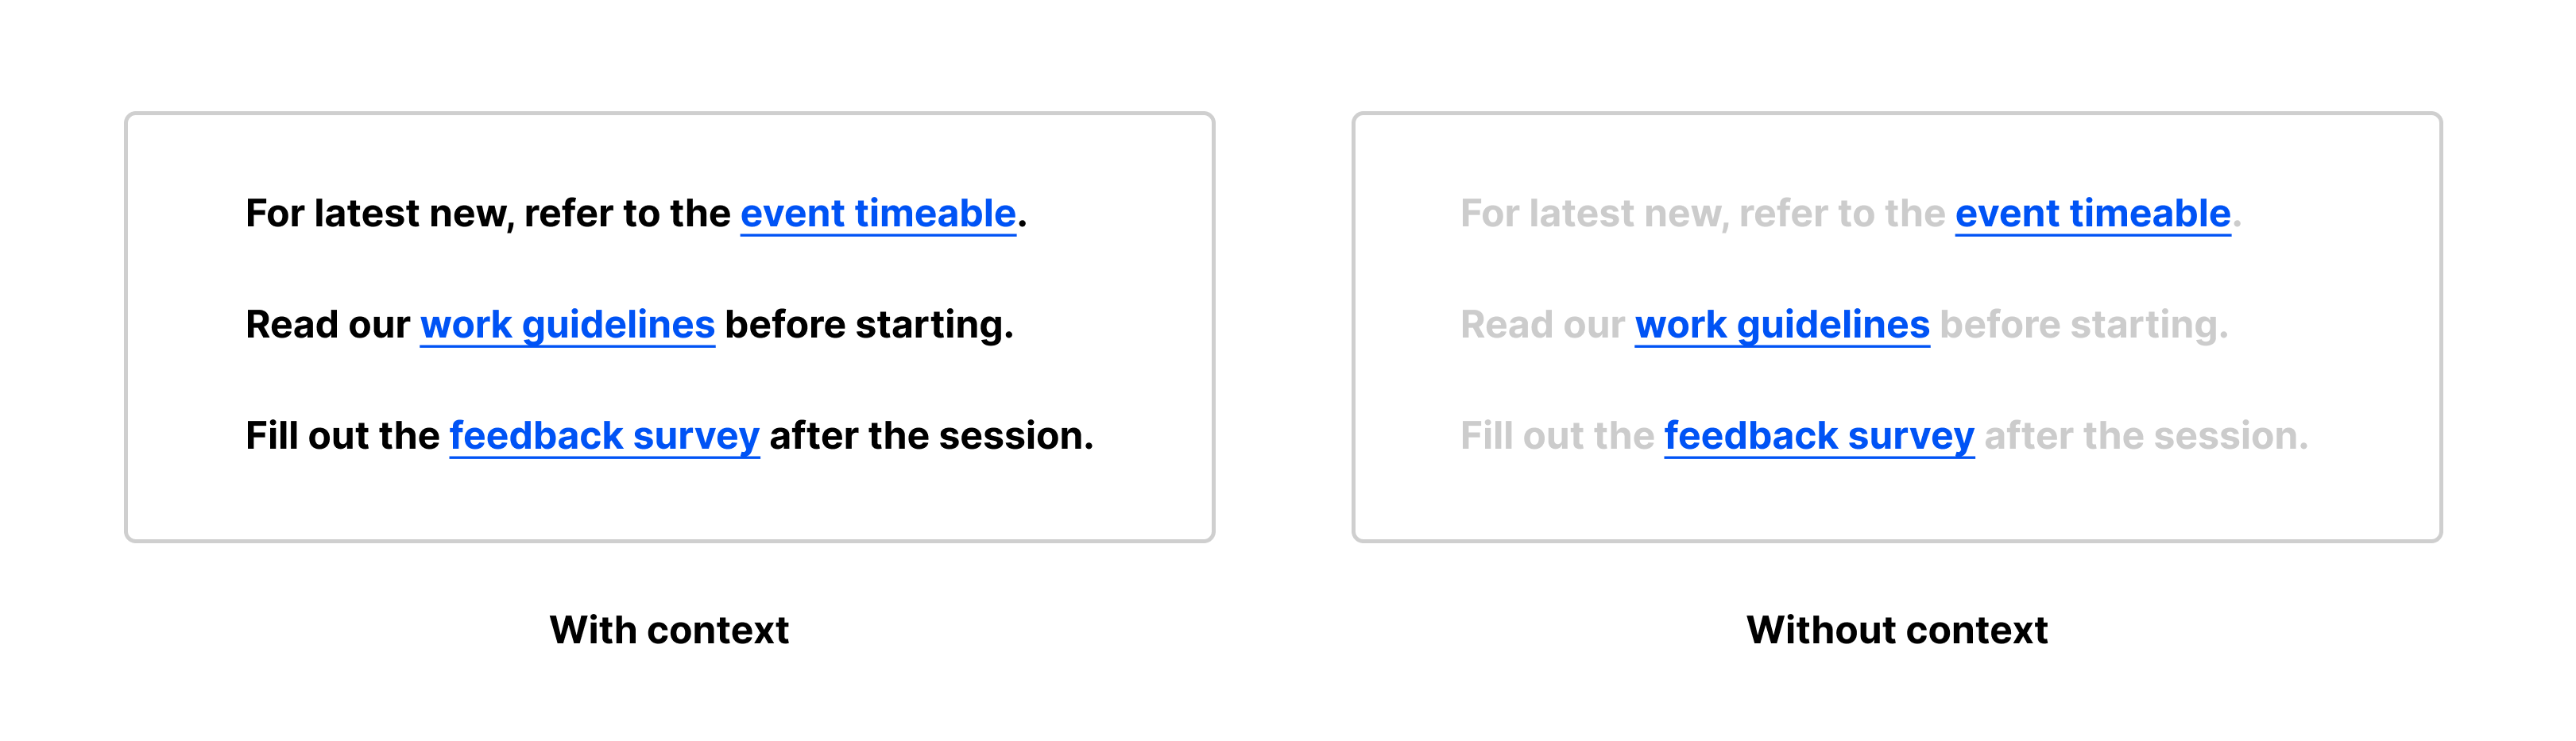 For latest new, refer to the event timeable.
Read our work guidelines before starting.
Fill out the feedback survey after the session.
With context
For latest new, refer to the event timeable.
Read our work guidelines before starting.
Fill out the feedback survey after the session.
Without context